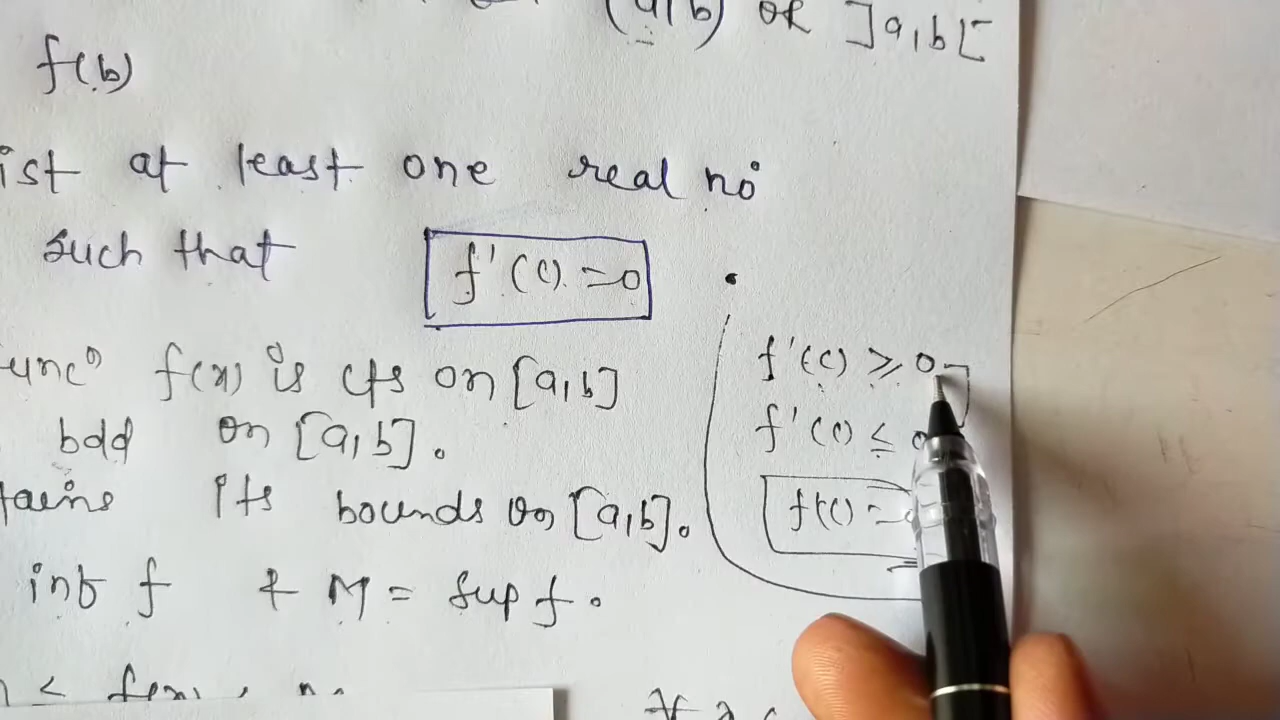 (a,b) or ]a,b[
f(b)
ist at least one real no
such that f'(c) = 0
f'(c) ≥ 0
unc° f(x) is cts on [a,b]
f'(c) ≤ 0
bdd on [a,b].
tains its bounds on [a,b].
f'(c) =
inf f & M = sup f.